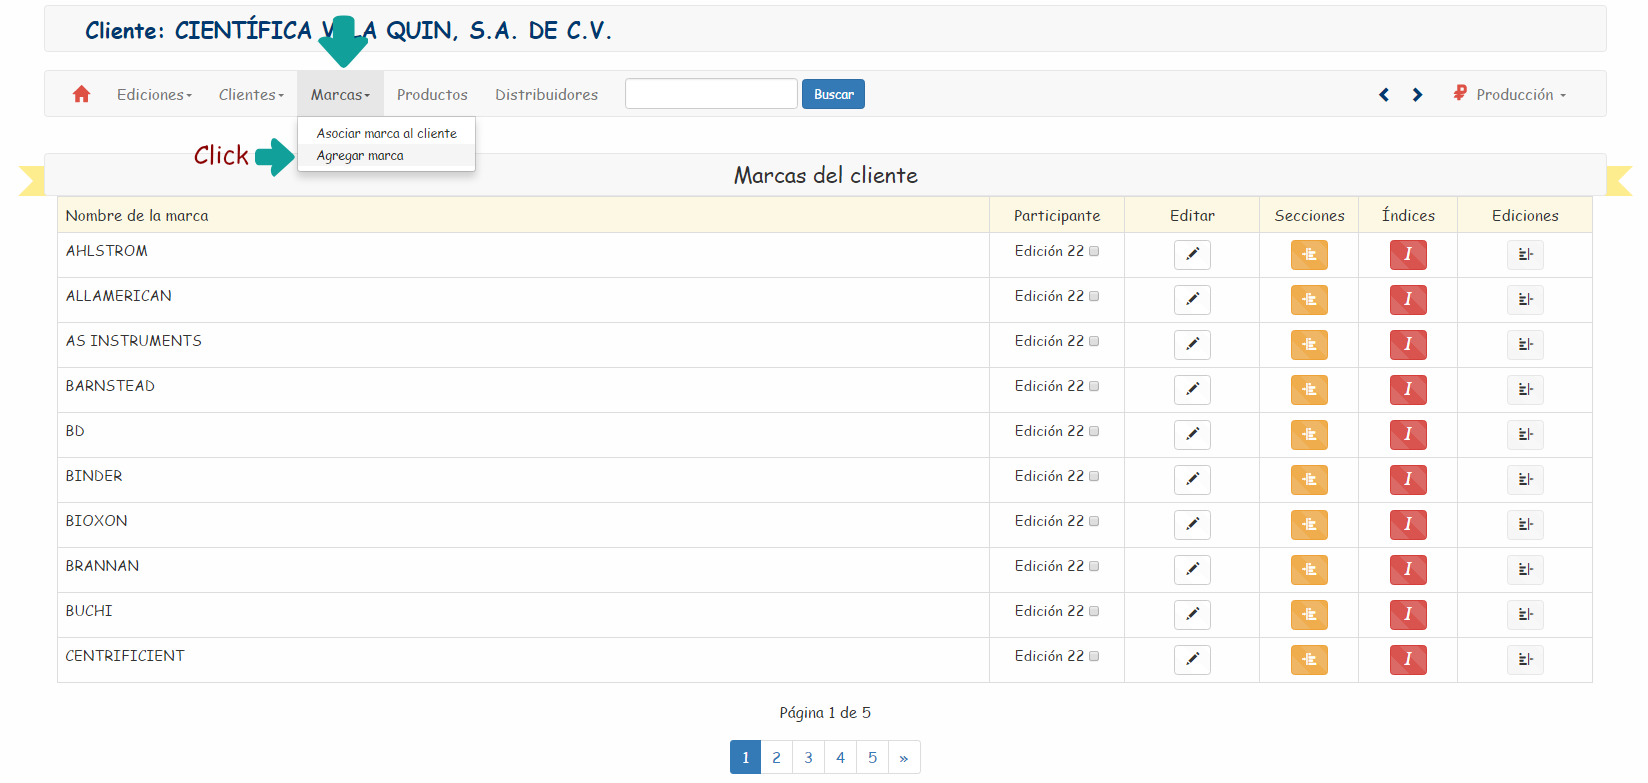 Cliente: CIENTÍFICA V LA QUIN, S.A. DE C.V.
Ediciones Clientes Marcas Productos Distribuidores Buscar Producción
Asociar marca al cliente
Click Agregar marca
Marcas del cliente
Nombre de la marca Participante Editar Secciones Índices Ediciones
AHLSTROM Edición 22 I
ALLAMERICAN Edición 22 I
AS INSTRUMENTS Edición 22 I
BARNSTEAD Edición 22 I
BD Edición 22 I
BINDER Edición 22 I
BIOXON Edición 22 I
BRANNAN Edición 22 I
BUCHI Edición 22 I
CENTRIFICIENT Edición 22 I
Página 1 de 5
1 2 3 4 5 »